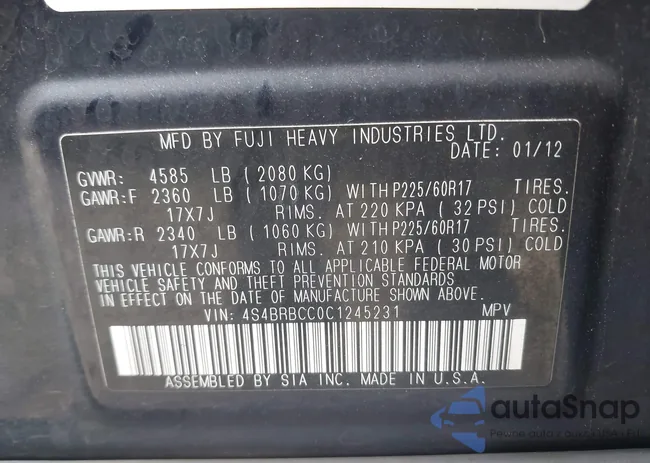 MFD BY FUJI HEAVY INDUSTRIES LTD.
DATE: 01/12
GVWR: 4585 LB ( 2080 KG)
GAWR:F 2360 LB ( 1070 KG) WITH P225/60R17 TIRES.
17X7J RIMS. AT 220 KPA ( 32 PSI) COLD
GAWR:R 2340 LB ( 1060 KG) WITH P225/60R17 TIRES.
17X7J RIMS. AT 210 KPA ( 30 PSI) COLD
THIS VEHICLE CONFORMS TO ALL APPLICABLE FEDERAL MOTOR
VEHICLE SAFETY AND THEFT PREVENTION STANDARDS
IN EFFECT ON THE DATE OF MANUFACTURE SHOWN ABOVE.
VIN: 4S4BRBCC0C1245231 MPV
ASSEMBLED BY SIA INC. MADE IN U.S.A.
autoSnap